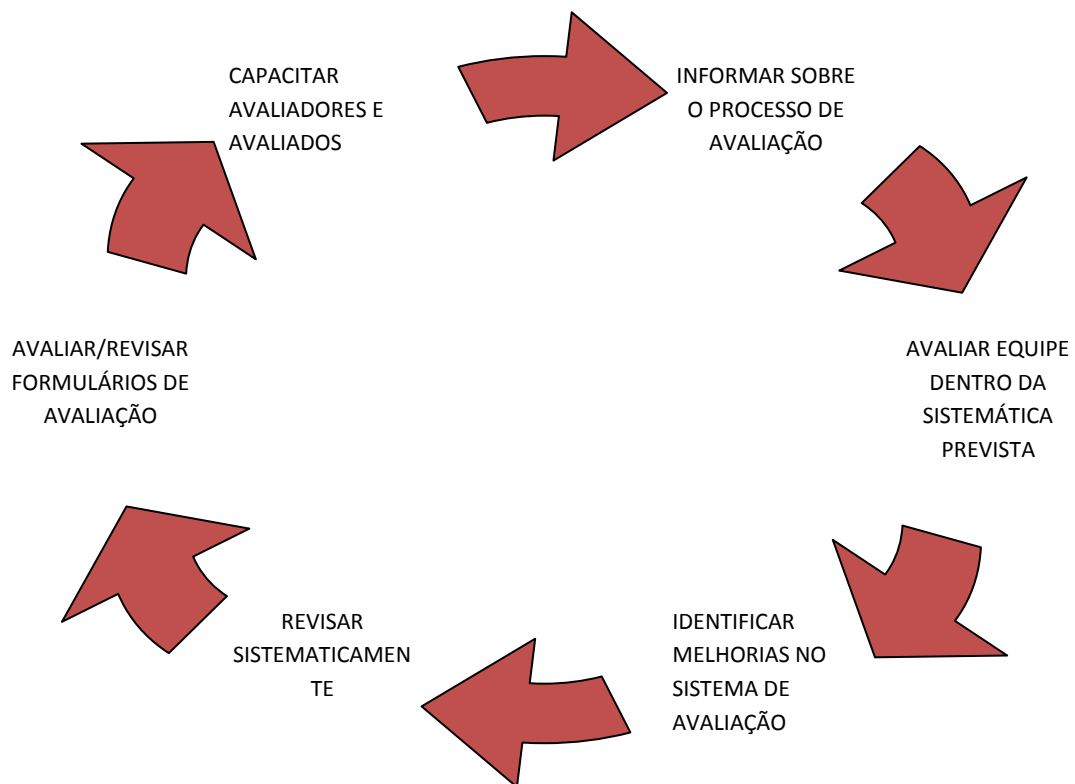 CAPACITAR
AVALIADORES E
AVALIADOS
INFORMAR SOBRE
O PROCESSO DE
AVALIAÇÃO
AVALIAR EQUIPE
DENTRO DA
SISTEMÁTICA
PREVISTA
IDENTIFICAR
MELHORIAS NO
SISTEMA DE
AVALIAÇÃO
REVISAR
SISTEMATICAMEN
TE
AVALIAR/REVISAR
FORMULÁRIOS DE
AVALIAÇÃO